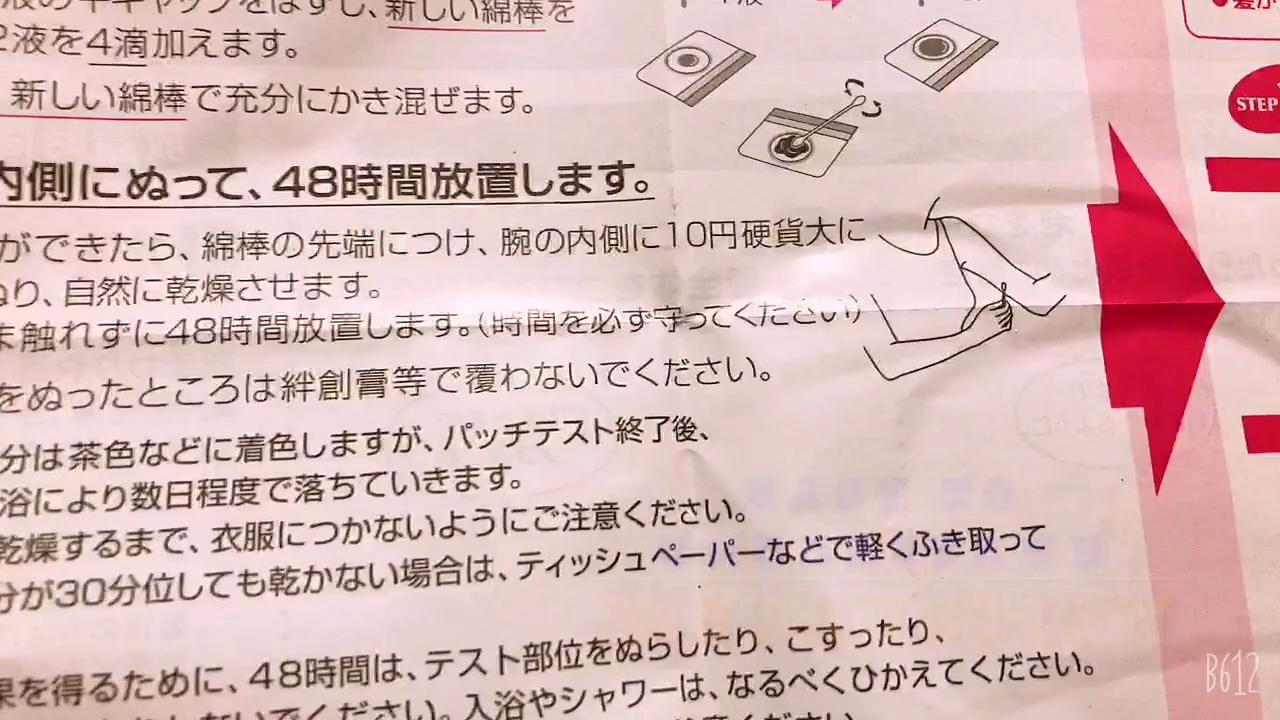 新しい綿棒を
2液を4滴加えます。
新しい綿棒で充分にかき混ぜます。
内側にぬって、48時間放置します。
ができたら、綿棒の先端につけ、腕の内側に10円硬貨大に
ぬり、自然に乾燥させます。
ま触れずに48時間放置します。(時間を必ず守ってください)
をぬったところは絆創膏等で覆わないでください。
分は茶色などに着色しますが、パッチテスト終了後、
浴により数日程度で落ちていきます。
乾燥するまで、衣服につかないようにご注意ください。
分が30分位しても乾かない場合は、ティッシュペーパーなどで軽くふき取って
果を得るために、48時間は、テスト部位をぬらしたり、こすったり、
しないでください。入浴やシャワーは、なるべくひかえてください。
STEP
B612